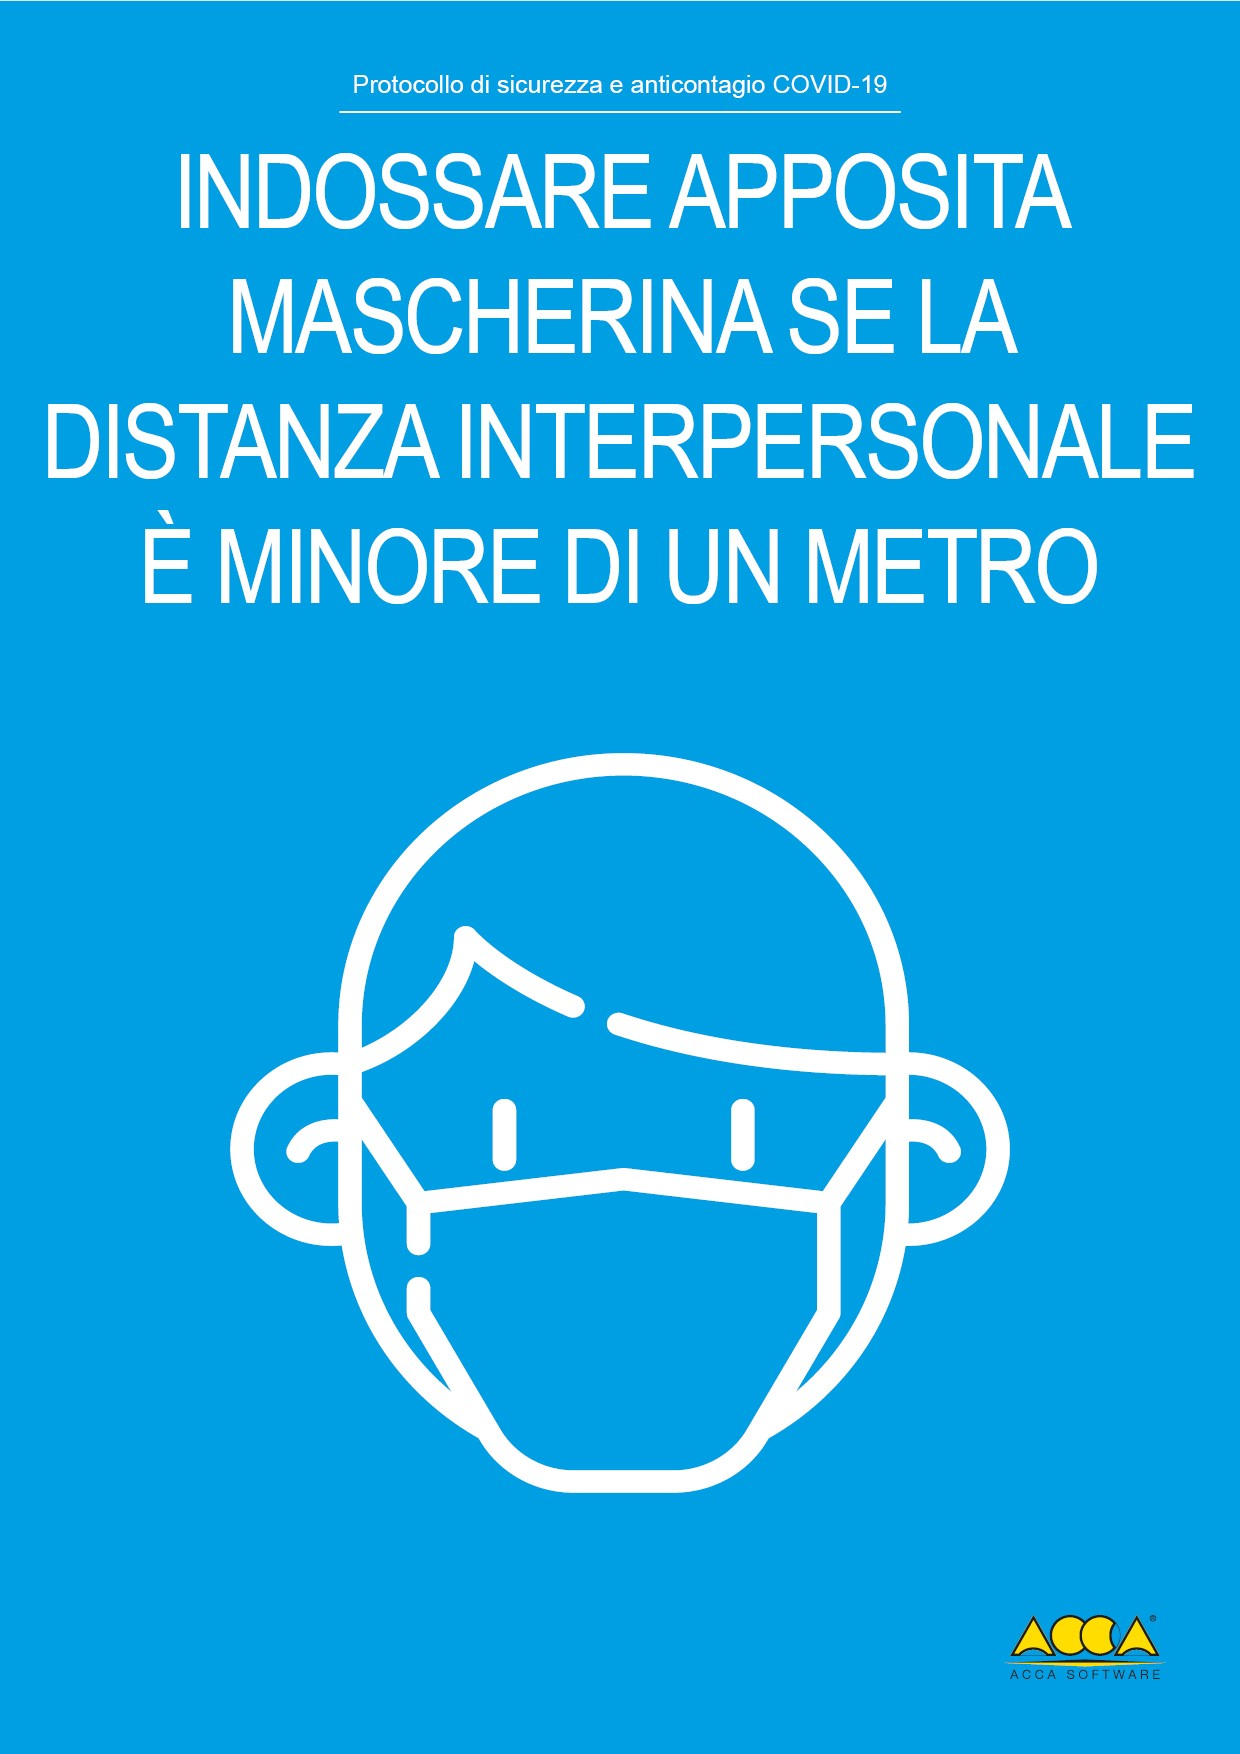 Protocollo di sicurezza e anticontagio COVID-19
INDOSSARE APPOSITA
MASCHERINA SE LA
DISTANZA INTERPERSONALE
È MINORE DI UN METRO
ACCA®
ACCA SOFTWARE